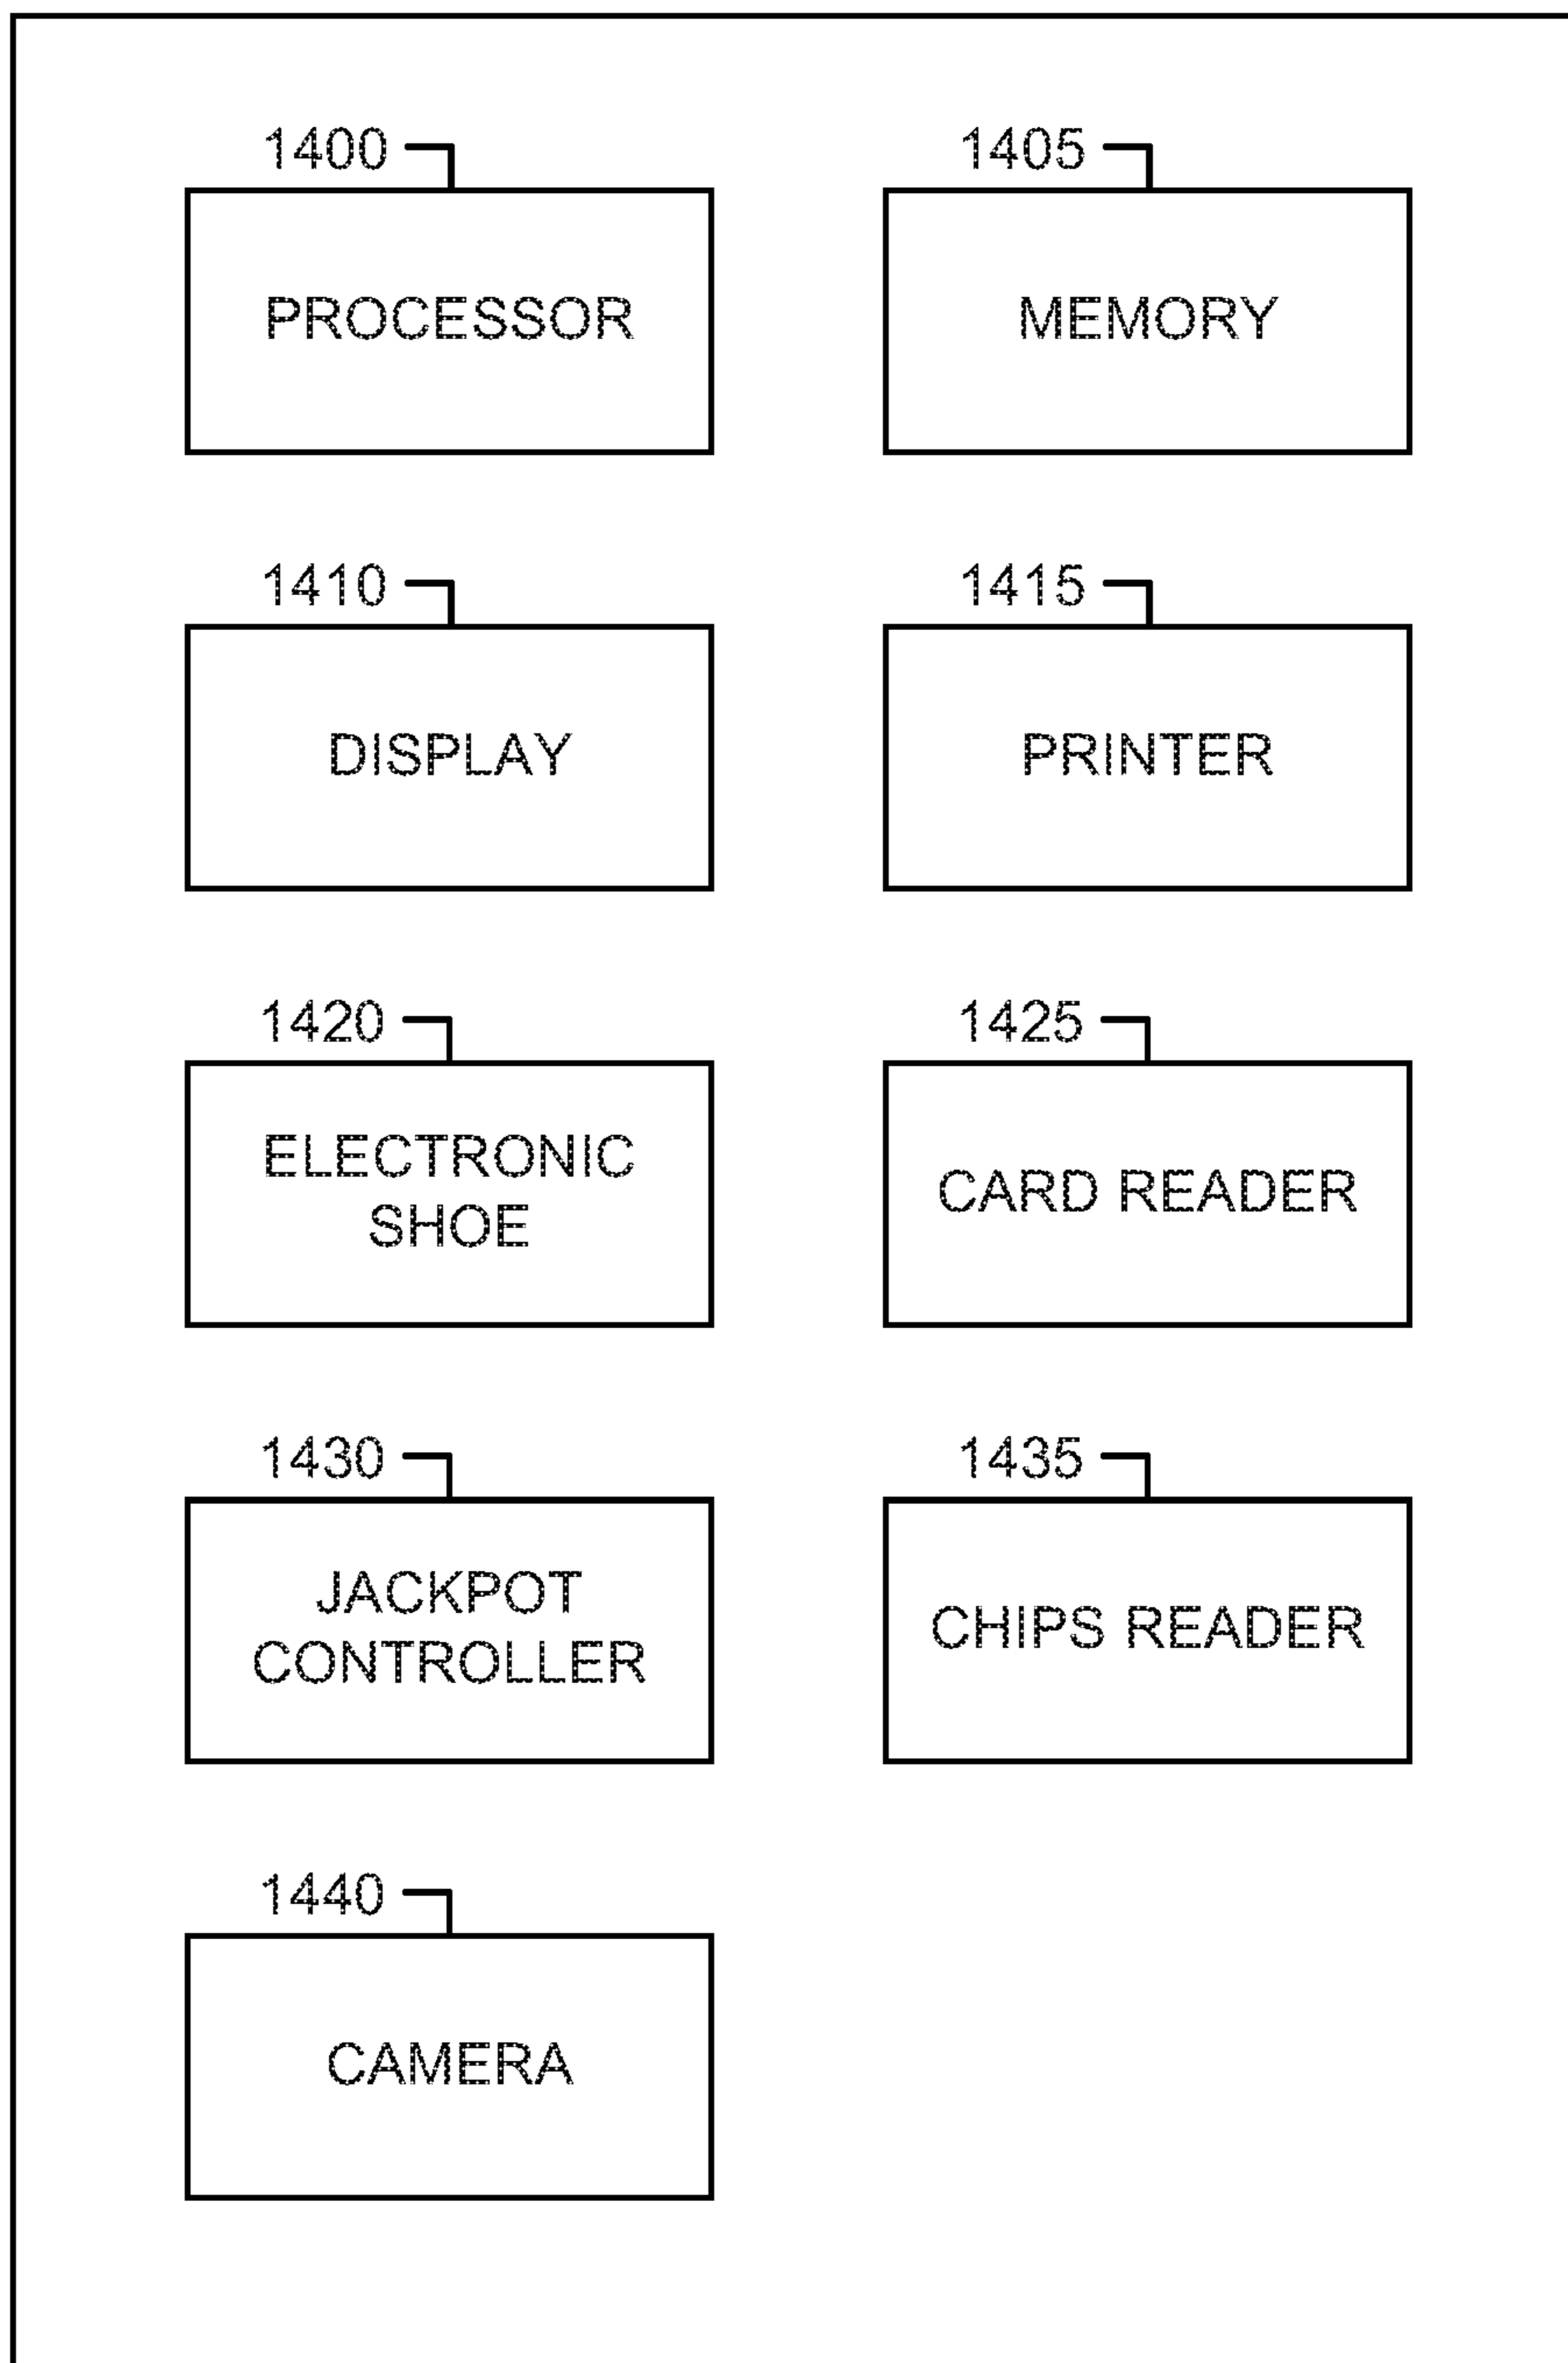 1400
1405
PROCESSOR
MEMORY
1410
1415
DISPLAY
PRINTER
1420
1425
ELECTRONIC
SHOE
CARD READER
1430
1435
JACKPOT
CONTROLLER
CHIPS READER
1440
CAMERA